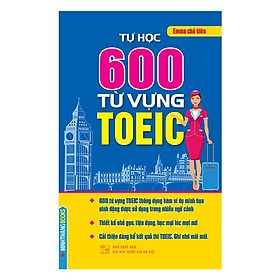 Emma chủ biên
TỰ HỌC
600
TỪ VỰNG
TOEIC
600 từ vựng TOEIC thông dụng kèm ví dụ minh họa
sinh động được sử dụng trong nhiều ngữ cảnh
Thiết kế nhỏ gọn, tiện dụng, học mọi lúc mọi nơi
Cải thiện đáng kể kết quả thi TOEIC. Ghi nhớ mãi mãi.
MINHTHANGBOOKS
NHÀ XUẤT BẢN
ĐẠI HỌC QUỐC GIA HÀ NỘI